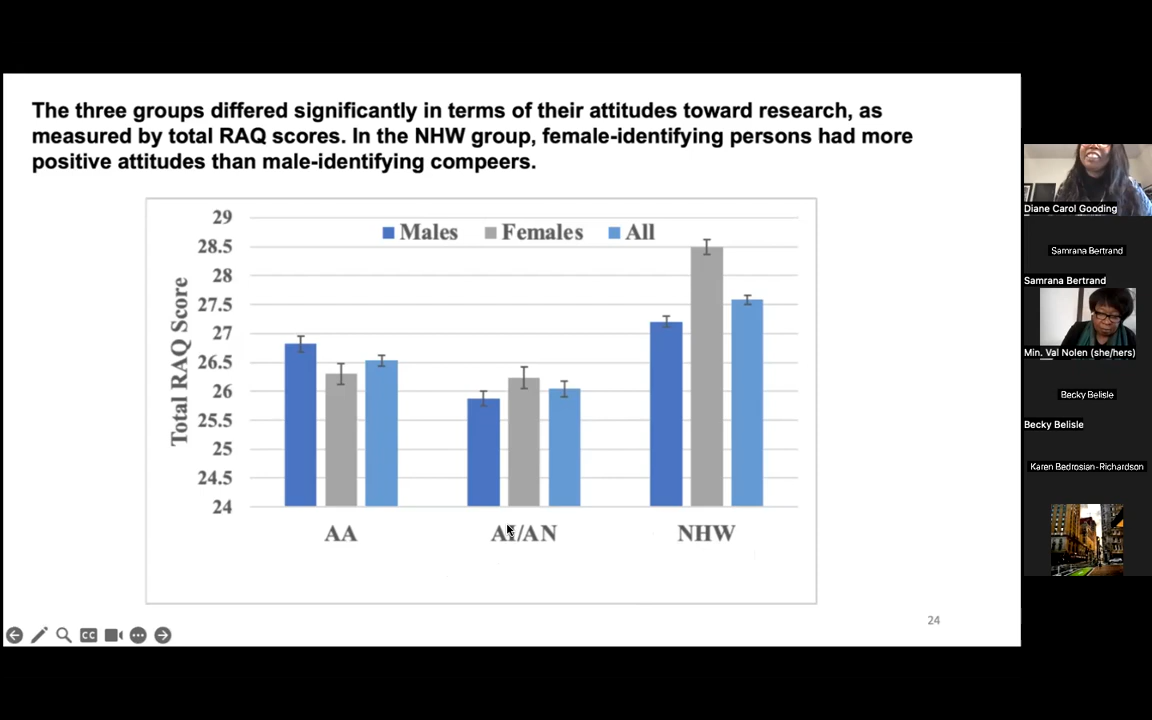 The three groups differed significantly in terms of their attitudes toward research, as
measured by total RAQ scores. In the NHW group, female-identifying persons had more
positive attitudes than male-identifying compeers.
Total RAQ Score
29
28.5
28
27.5
27
26.5
26
25.5
25
24.5
24
Males Females All
AA AI/AN NHW
24
CC
Diane Carol Gooding
Samrana Bertrand
Samrana Bertrand
Min. Val Nolen (she/hers)
Becky Belisle
Becky Belisle
Karen Bedrosian-Richardson